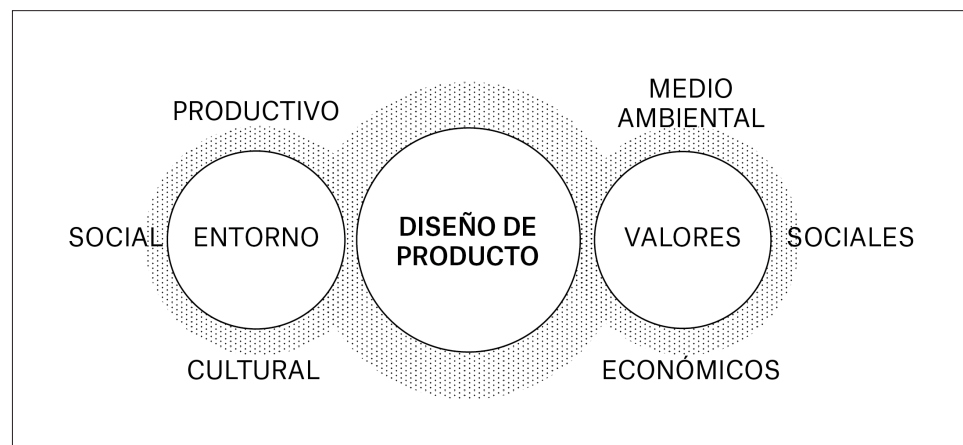 PRODUCTIVO
SOCIAL
ENTORNO
CULTURAL
DISEÑO DE
PRODUCTO
MEDIO
AMBIENTAL
VALORES
SOCIALES
ECONÓMICOS